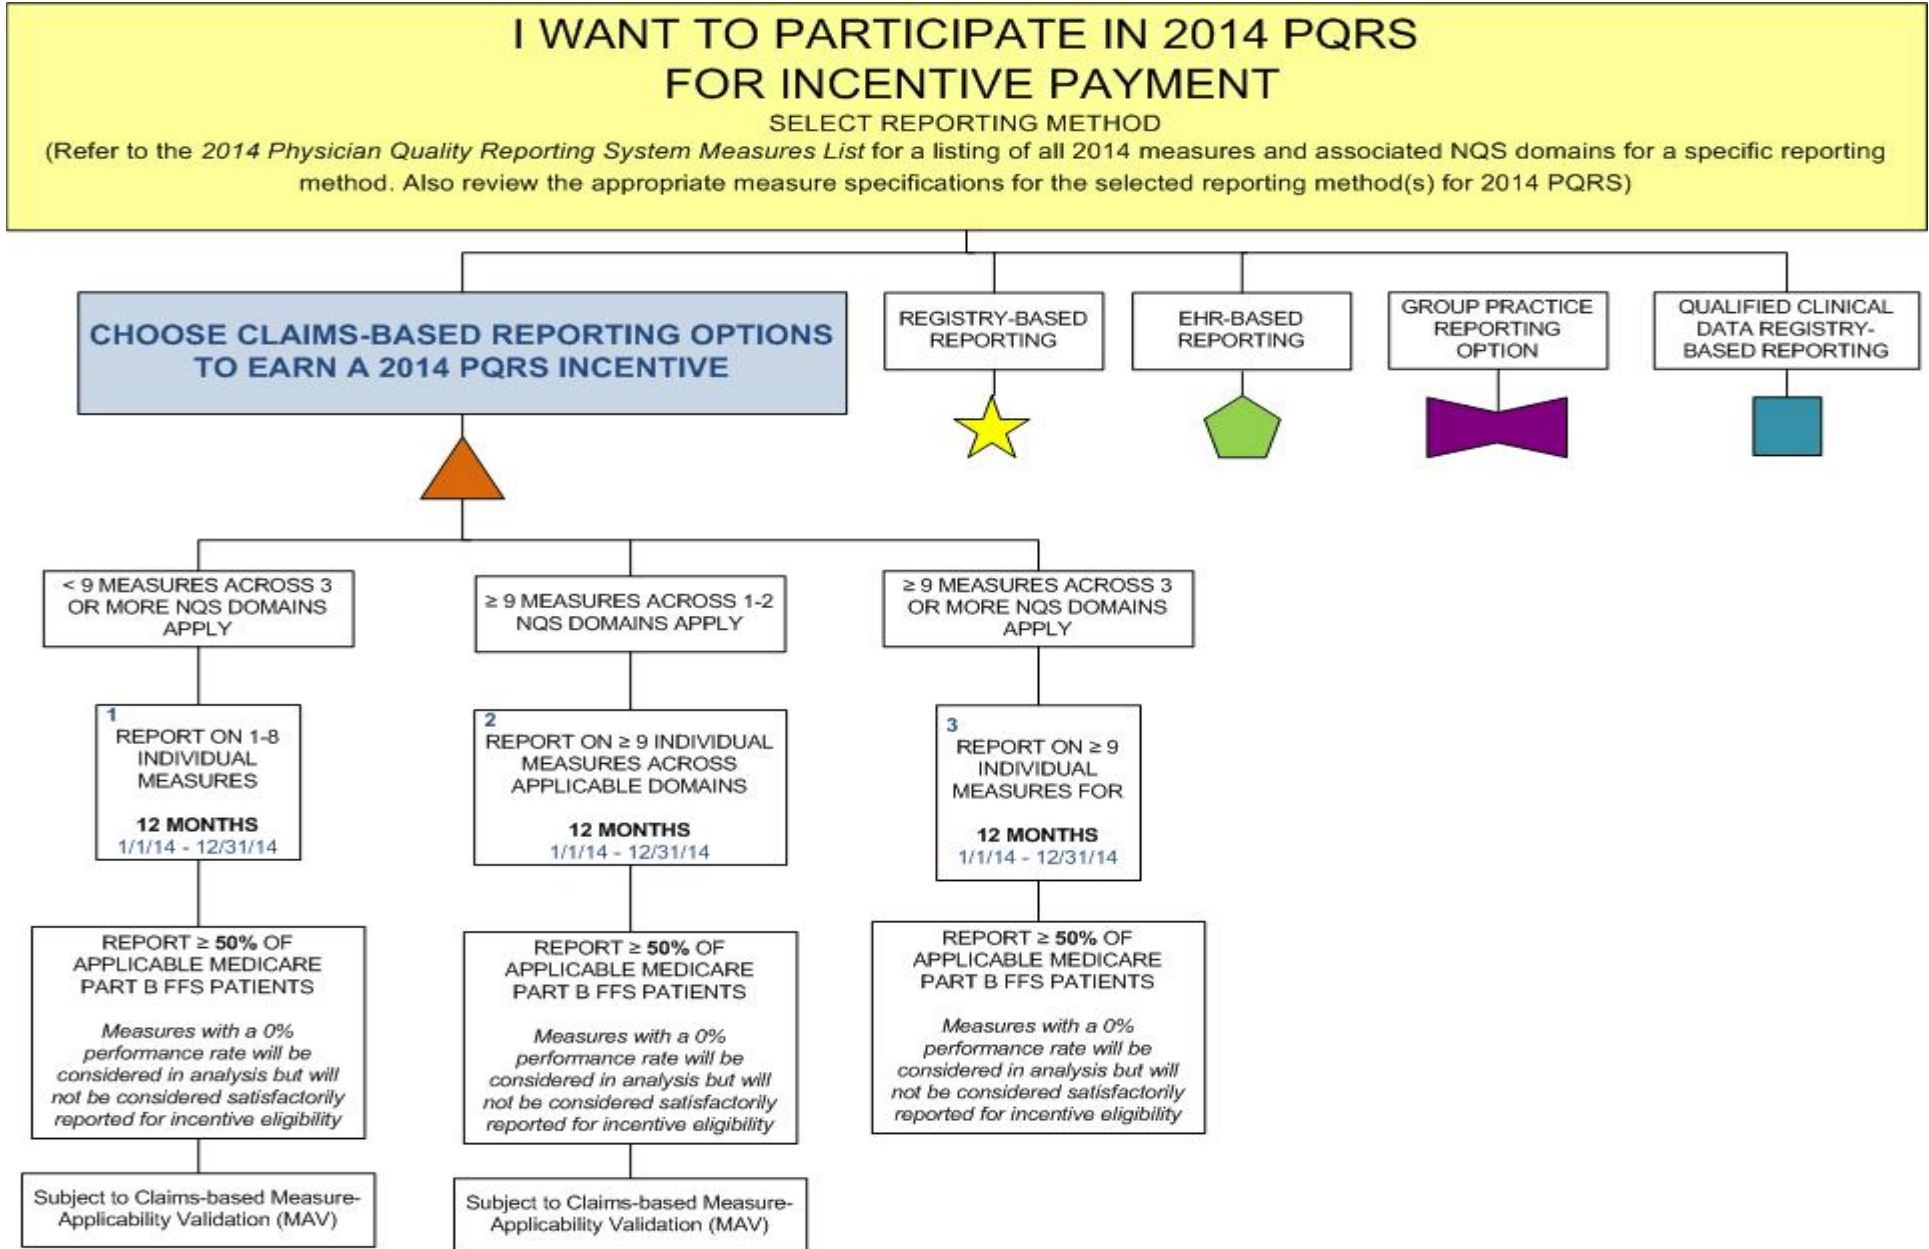 I WANT TO PARTICIPATE IN 2014 PQRS
FOR INCENTIVE PAYMENT
SELECT REPORTING METHOD
(Refer to the 2014 Physician Quality Reporting System Measures List for a listing of all 2014 measures and associated NQS domains for a specific reporting
method. Also review the appropriate measure specifications for the selected reporting method(s) for 2014 PQRS)
CHOOSE CLAIMS-BASED REPORTING OPTIONS
TO EARN A 2014 PQRS INCENTIVE
REGISTRY-BASED
REPORTING
EHR-BASED
REPORTING
GROUP PRACTICE
REPORTING
OPTION
QUALIFIED CLINICAL
DATA REGISTRY-
BASED REPORTING
< 9 MEASURES ACROSS 3
OR MORE NQS DOMAINS
APPLY
≥ 9 MEASURES ACROSS 1-2
NQS DOMAINS APPLY
≥ 9 MEASURES ACROSS 3
OR MORE NQS DOMAINS
APPLY
1
REPORT ON 1-8
INDIVIDUAL
MEASURES
12 MONTHS
1/1/14 - 12/31/14
2
REPORT ON ≥ 9 INDIVIDUAL
MEASURES ACROSS
APPLICABLE DOMAINS
12 MONTHS
1/1/14 - 12/31/14
3
REPORT ON ≥ 9
INDIVIDUAL
MEASURES FOR
12 MONTHS
1/1/14 - 12/31/14
REPORT ≥ 50% OF
APPLICABLE MEDICARE
PART B FFS PATIENTS
Measures with a 0%
performance rate will be
considered in analysis but will
not be considered satisfactorily
reported for incentive eligibility
REPORT ≥ 50% OF
APPLICABLE MEDICARE
PART B FFS PATIENTS
Measures with a 0%
performance rate will be
considered in analysis but will
not be considered satisfactorily
reported for incentive eligibility
REPORT ≥ 50% OF
APPLICABLE MEDICARE
PART B FFS PATIENTS
Measures with a 0%
performance rate will be
considered in analysis but will
not be considered satisfactorily
reported for incentive eligibility
Subject to Claims-based Measure-
Applicability Validation (MAV)
Subject to Claims-based Measure-
Applicability Validation (MAV)